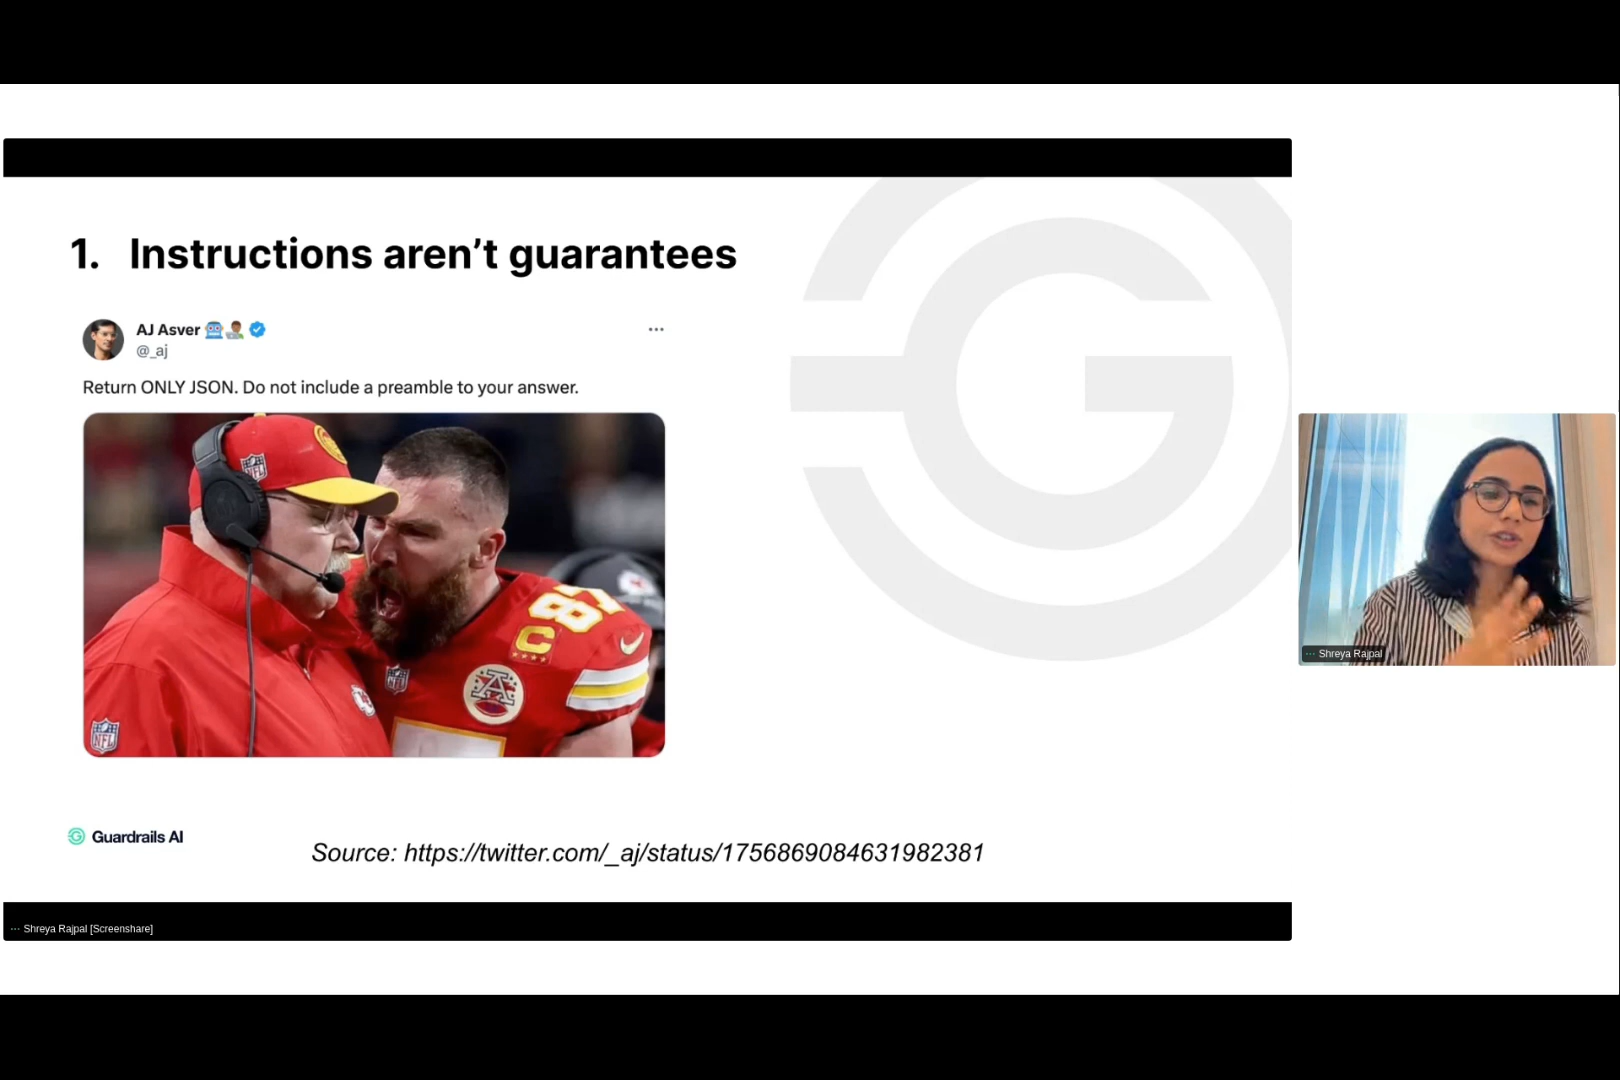 1. Instructions aren’t guarantees
AJ Asver
@_aj
Return ONLY JSON. Do not include a preamble to your answer.
NFL
87
C
NFL
NFL
Guardrails AI
Source: https://twitter.com/_aj/status/1756869084631982381
Shreya Rajpal
Shreya Rajpal [Screenshare]